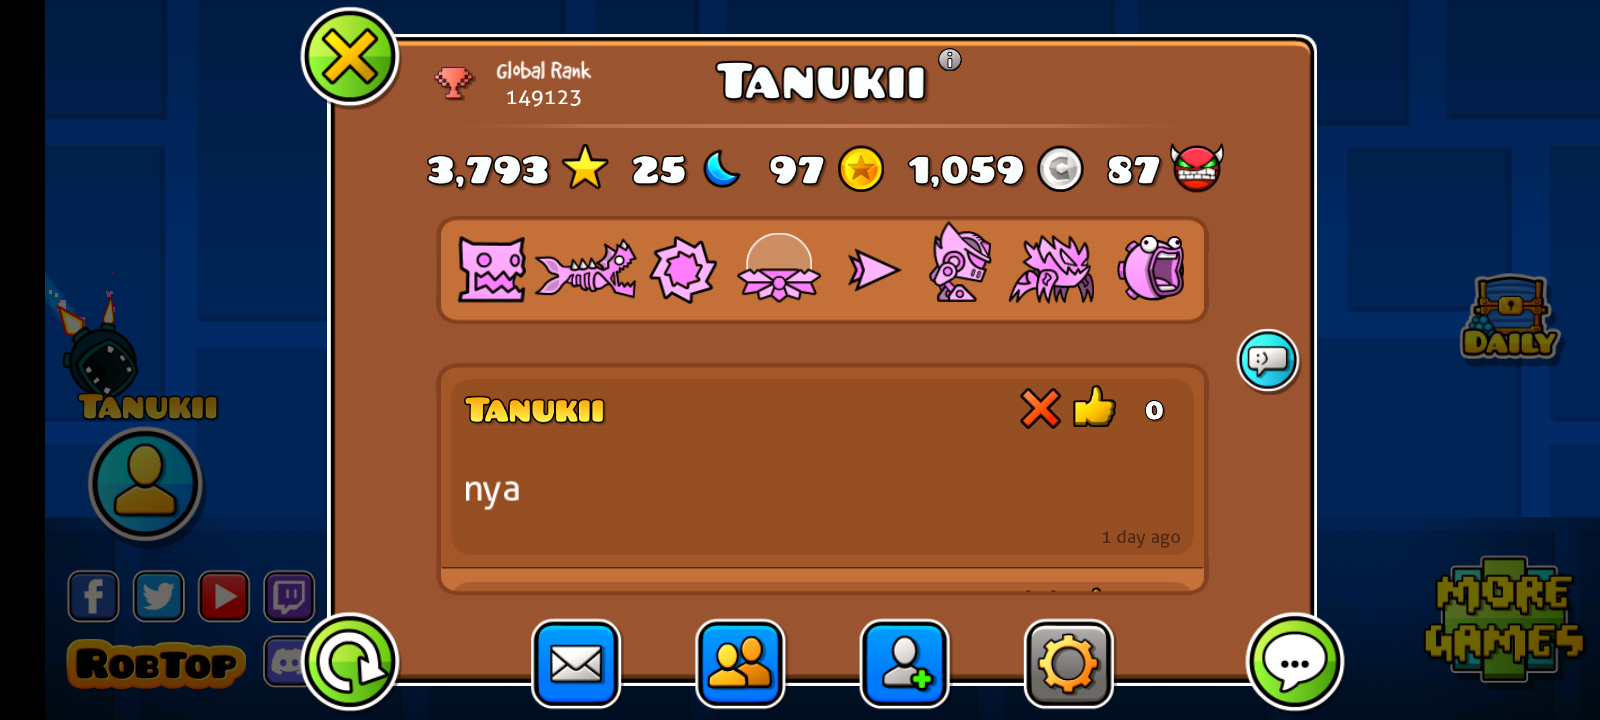 Global Rank
149123
TANUKII
3,793 25 97 1,059 87
TANUKII
0
nya
1 day ago
DAILY
TANUKII
ROBTOP
MORE
GAMES